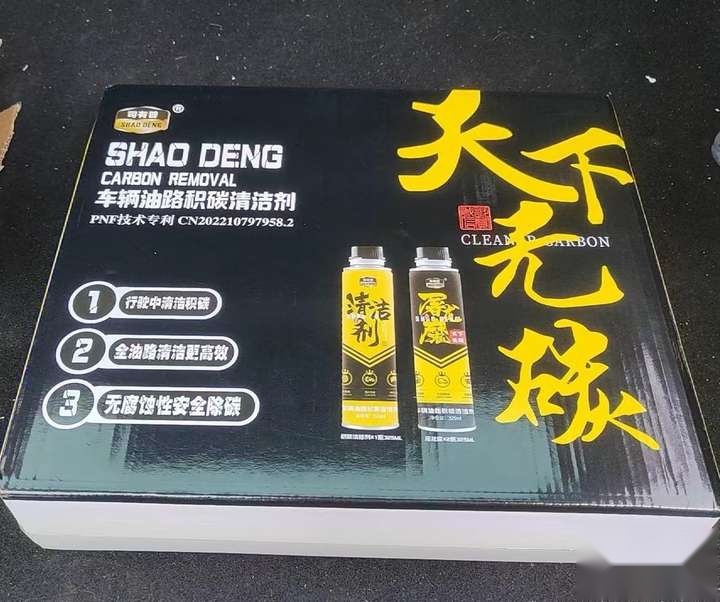 ®
SHAO DENG
SHAO DENG
CARBON REMOVAL
车辆油路积碳清洁剂
PNF技术专利 CN202210797958.2
天下无碳
CARBON
1 行驶中清洁积碳
2 全油路清洁更高效
3 无腐蚀性安全除碳
清洁剂